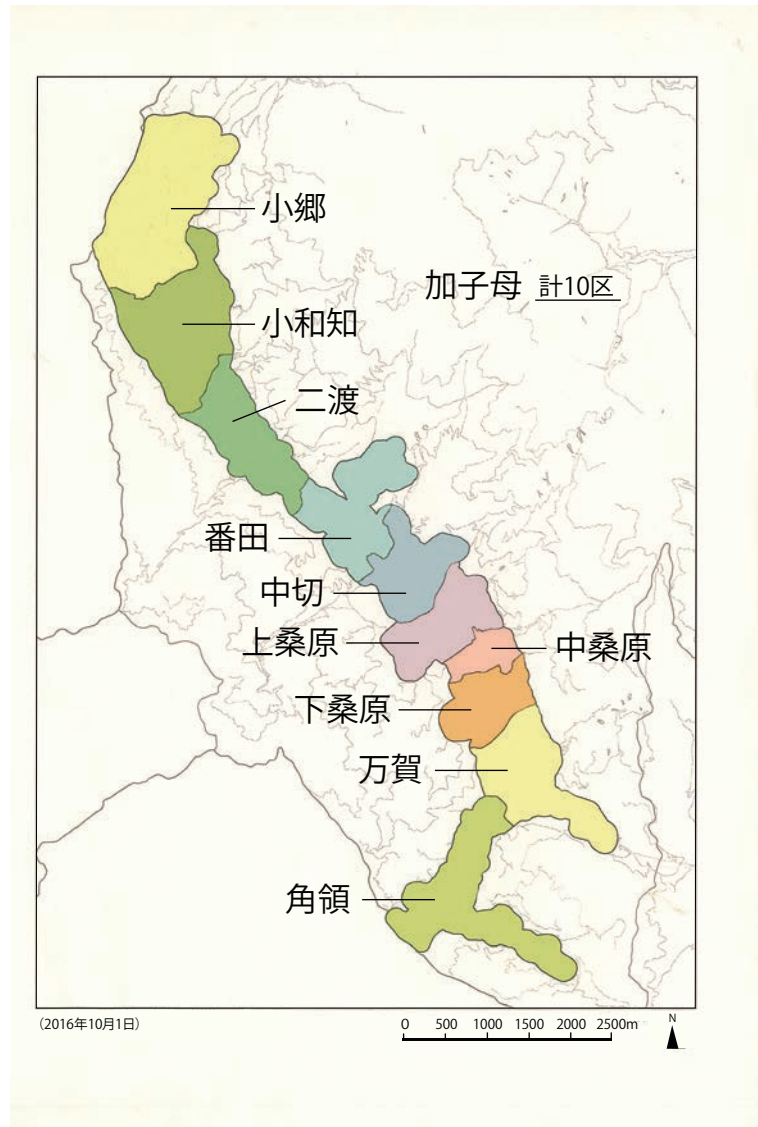 小郷
加子母 計10区
小和知
二渡
番田
中切
上桑原
中桑原
下桑原
万賀
角領
（2016年10月1日）
0 500 1000 1500 2000 2500m
N